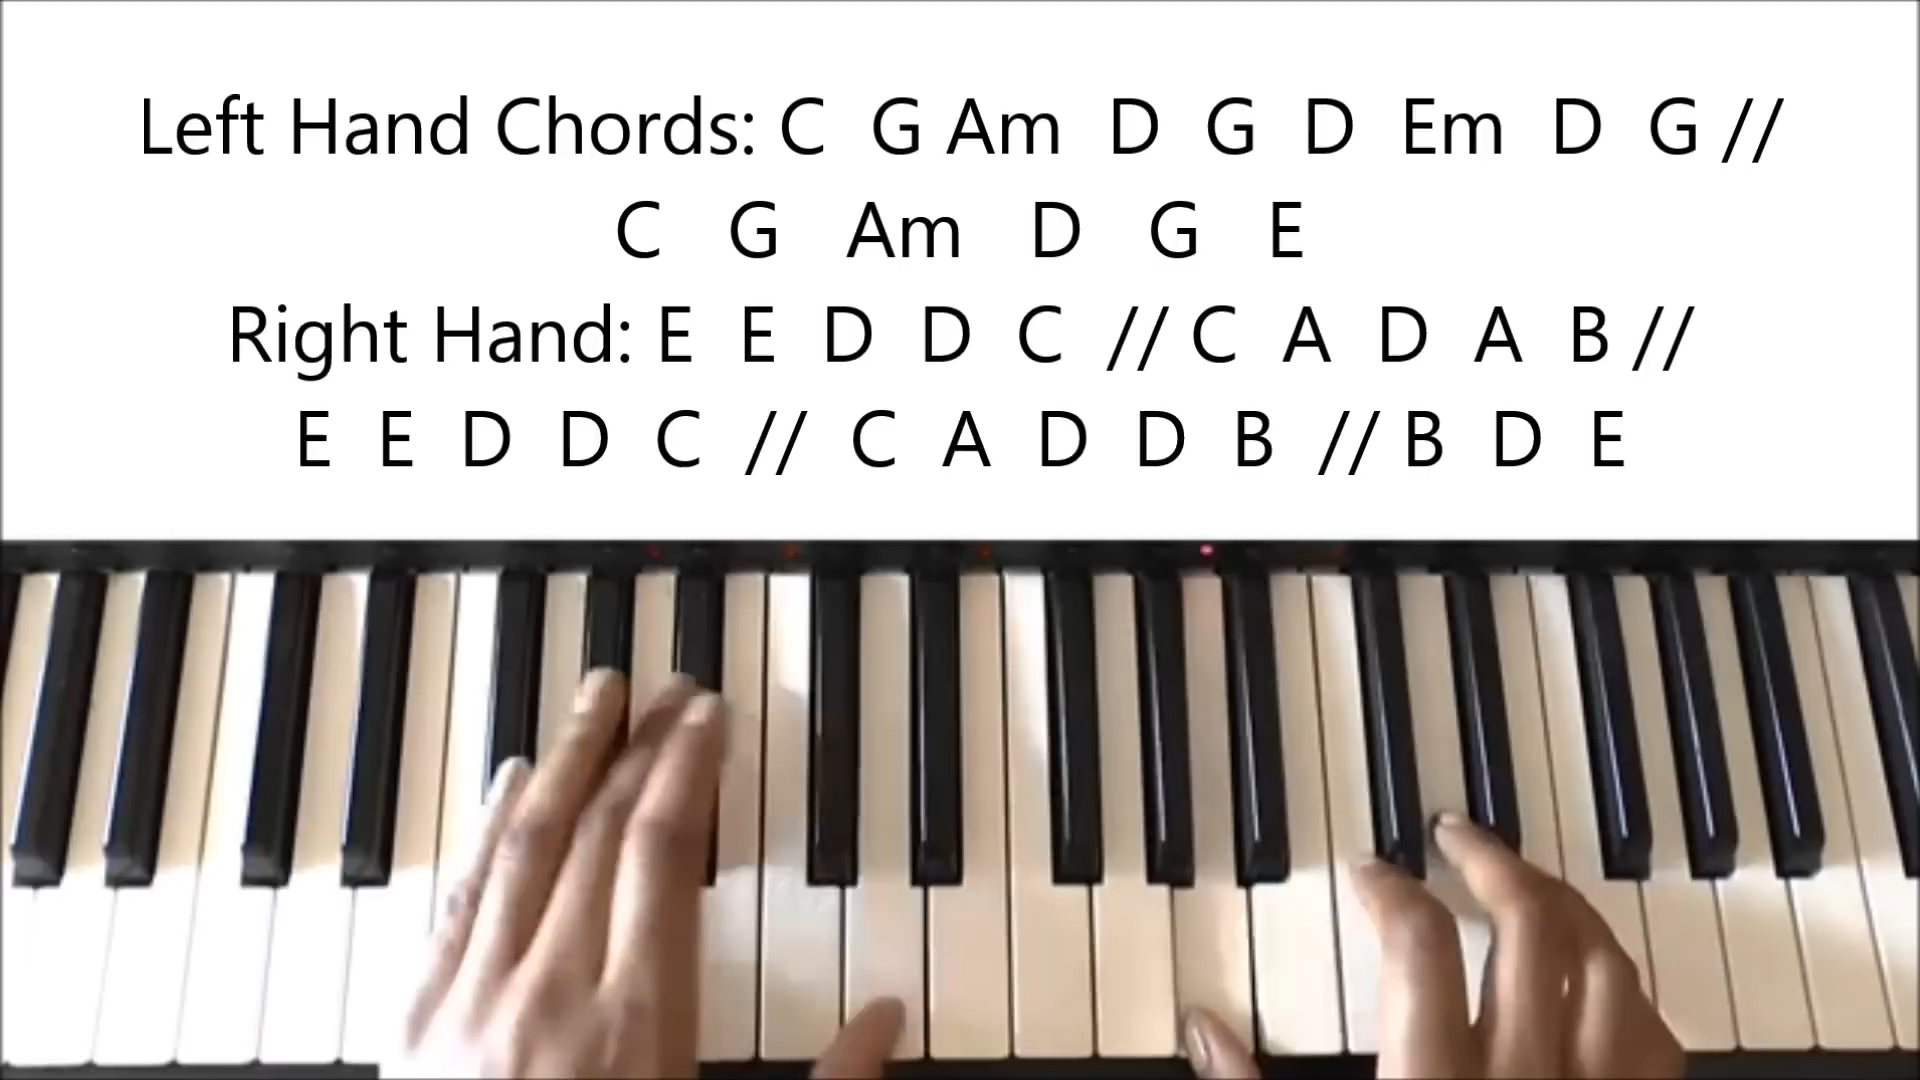 Left Hand Chords: C G Am D G D Em D G //
C G Am D G E
Right Hand: E E D D C // C A D A B //
E E D D C // C A D D B // B D E